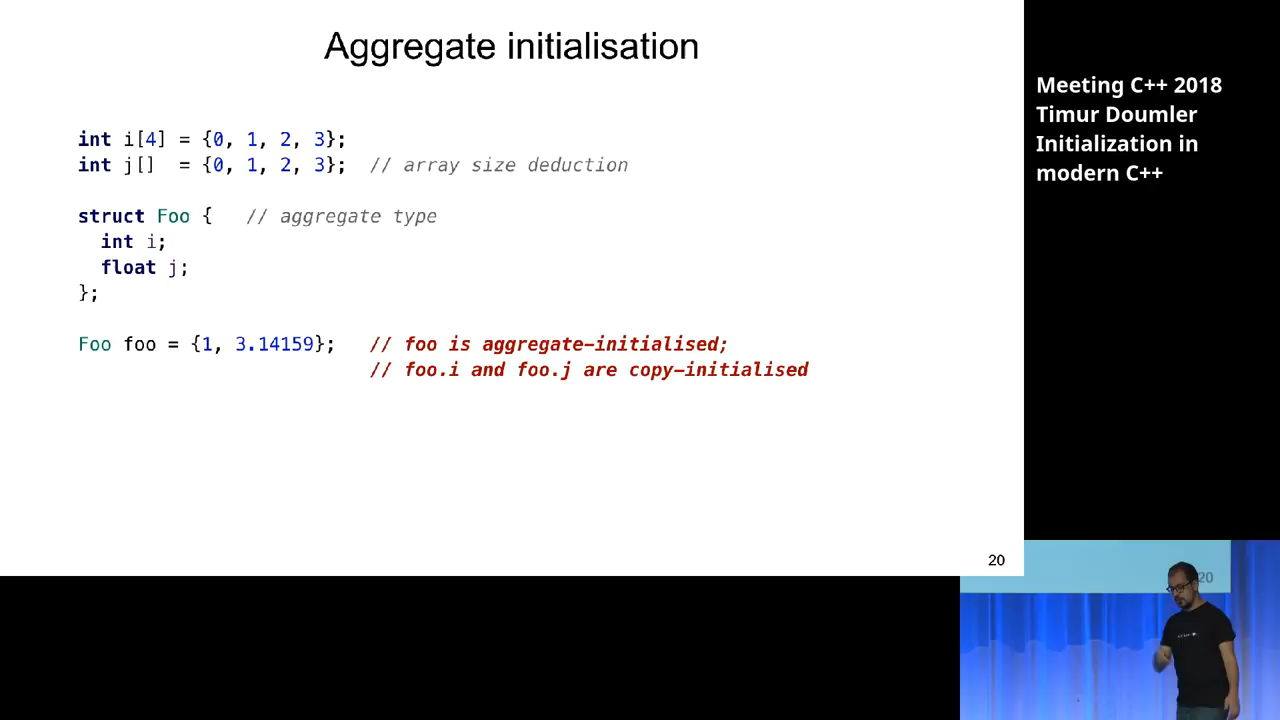 Aggregate initialisation
int i[4] = {0, 1, 2, 3};
int j[]  = {0, 1, 2, 3};  // array size deduction
struct Foo {   // aggregate type
  int i;
  float j;
};
Foo foo = {1, 3.14159};   // foo is aggregate-initialised;
// foo.i and foo.j are copy-initialised
20
Meeting C++ 2018
Timur Doumler
Initialization in
modern C++
20